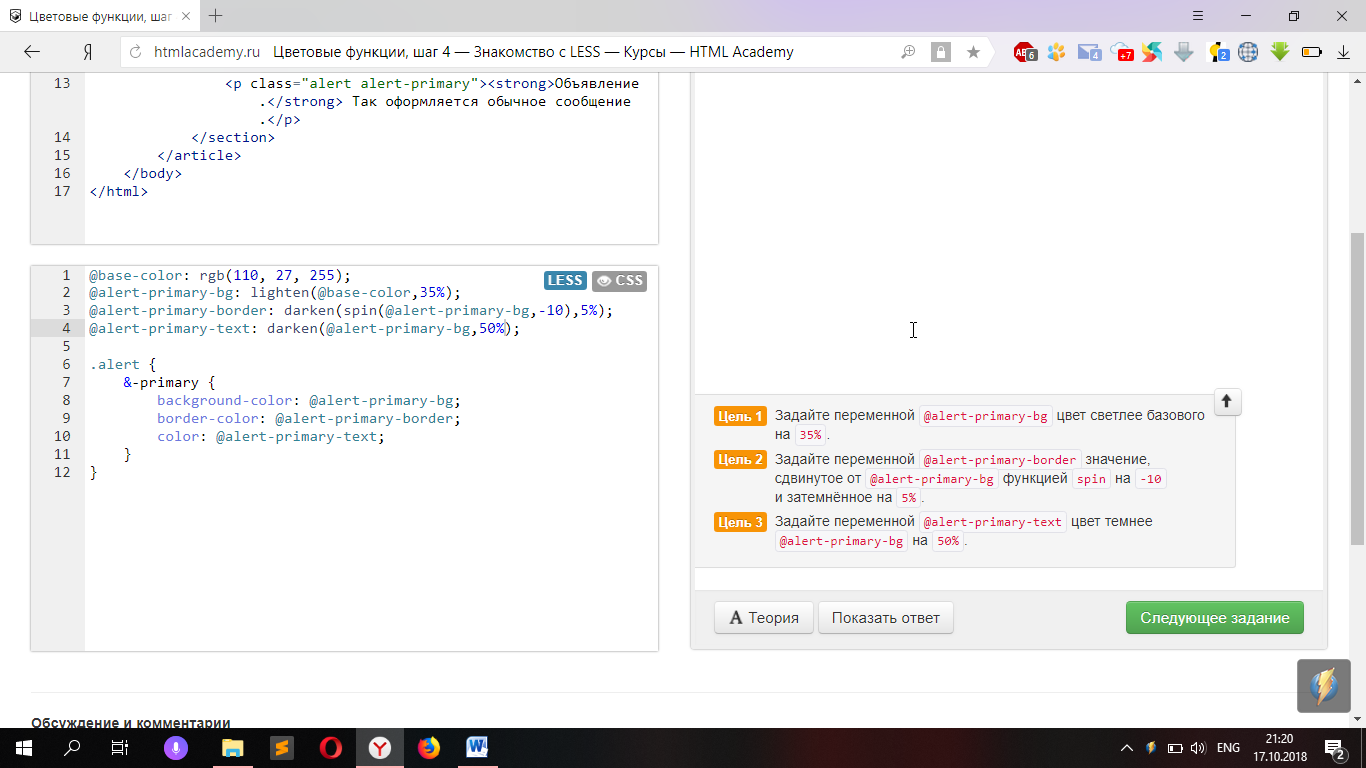 Цветовые функции, шаг
htmlacademy.ru Цветовые функции, шаг 4 — Знакомство с LESS — Курсы — HTML Academy
6
4
+7
2
13 <p class="alert alert-primary"><strong>Объявление
.</strong> Так оформляется обычное сообщение
.</p>
14 </section>
15 </article>
16 </body>
17 </html>
LESS CSS
1 @base-color: rgb(110, 27, 255);
2 @alert-primary-bg: lighten(@base-color,35%);
3 @alert-primary-border: darken(spin(@alert-primary-bg,-10),5%);
4 @alert-primary-text: darken(@alert-primary-bg,50%);
5
6 .alert {
7 &-primary {
8 background-color: @alert-primary-bg;
9 border-color: @alert-primary-border;
10 color: @alert-primary-text;
11 }
12 }
Цель 1 Задайте переменной @alert-primary-bg цвет светлее базового
на 35%.
Цель 2 Задайте переменной @alert-primary-border значение,
сдвинутое от @alert-primary-bg функцией spin на -10
и затемнённое на 5%.
Цель 3 Задайте переменной @alert-primary-text цвет темнее
@alert-primary-bg на 50%.
Теория Показать ответ Следующее задание
Обсуждение и комментарии
ENG
21:20
17.10.2018
2